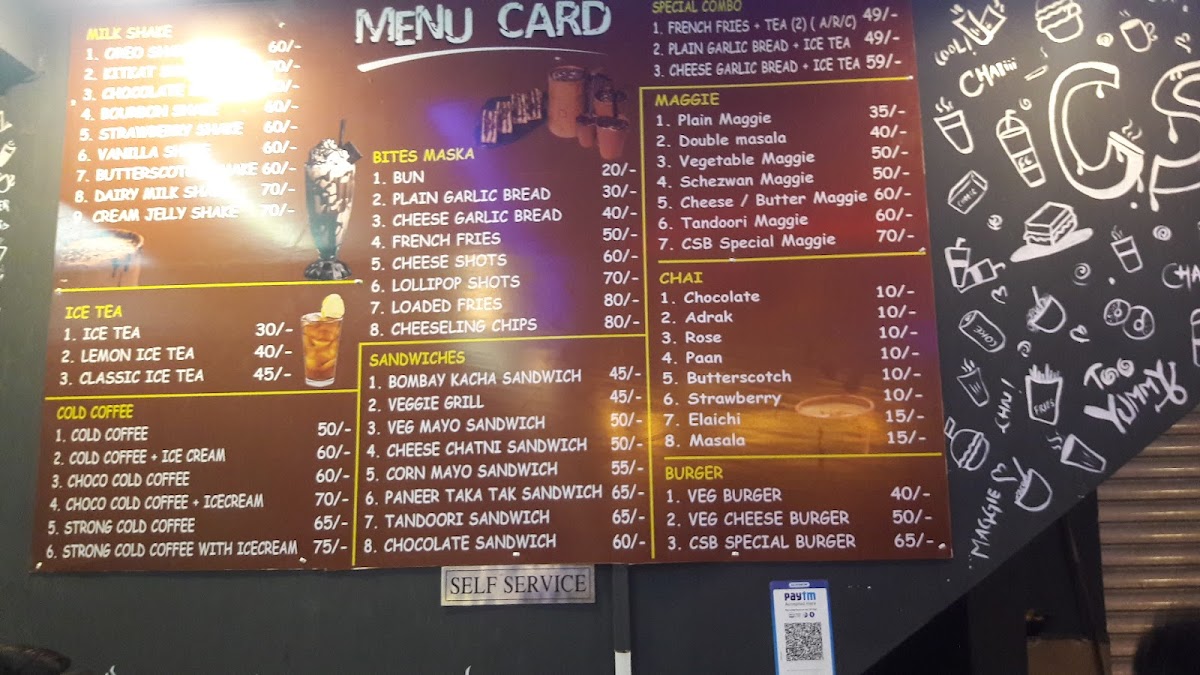 MENU CARD
MILK SHAKE
1. OREO SHAKE 60/-
2. KITKAT 70/-
3. CHOCOLATE
4. BOURBON SHAKE 60/-
5. STRAWBERRY SHAKE 60/-
6. VANILLA SHAKE 60/-
7. BUTTERSCOTCH SHAKE 60/-
8. DAIRY MILK SHAKE 70/-
9. CREAM JELLY SHAKE 70/-
ICE TEA
1. ICE TEA 30/-
2. LEMON ICE TEA 40/-
3. CLASSIC ICE TEA 45/-
COLD COFFEE
1. COLD COFFEE 50/-
2. COLD COFFEE + ICE CREAM 60/-
3. CHOCO COLD COFFEE 60/-
4. CHOCO COLD COFFEE + ICECREAM 70/-
5. STRONG COLD COFFEE 65/-
6. STRONG COLD COFFEE WITH ICECREAM 75/-
BITES MASKA
1. BUN 20/-
2. PLAIN GARLIC BREAD 30/-
3. CHEESE GARLIC BREAD 40/-
4. FRENCH FRIES 50/-
5. CHEESE SHOTS 60/-
6. LOLLIPOP SHOTS 70/-
7. LOADED FRIES 80/-
8. CHEESELING CHIPS 80/-
SANDWICHES
1. BOMBAY KACHA SANDWICH 45/-
2. VEGGIE GRILL 45/-
3. VEG MAYO SANDWICH 50/-
4. CHEESE CHATNI SANDWICH 50/-
5. CORN MAYO SANDWICH 55/-
6. PANEER TAKA TAK SANDWICH 65/-
7. TANDOORI SANDWICH 65/-
8. CHOCOLATE SANDWICH 60/-
SPECIAL COMBO
1. FRENCH FRIES + TEA (2) ( A/R/C) 49/-
2. PLAIN GARLIC BREAD + ICE TEA 49/-
3. CHEESE GARLIC BREAD + ICE TEA 59/-
MAGGIE
1. Plain Maggie 35/-
2. Double masala 40/-
3. Vegetable Maggie 50/-
4. Schezwan Maggie 50/-
5. Cheese / Butter Maggie 60/-
6. Tandoori Maggie 60/-
7. CSB Special Maggie 70/-
CHAI
1. Chocolate 10/-
2. Adrak 10/-
3. Rose 10/-
4. Paan 10/-
5. Butterscotch 10/-
6. Strawberry 10/-
7. Elaichi 15/-
8. Masala 15/-
BURGER
1. VEG BURGER 40/-
2. VEG CHEESE BURGER 50/-
3. CSB SPECIAL BURGER 65/-
SELF SERVICE
paytm
COOL!
CHAiiii
CS
COKE
FRIES
CHAI
TOO
YUMMY
MAGGIE